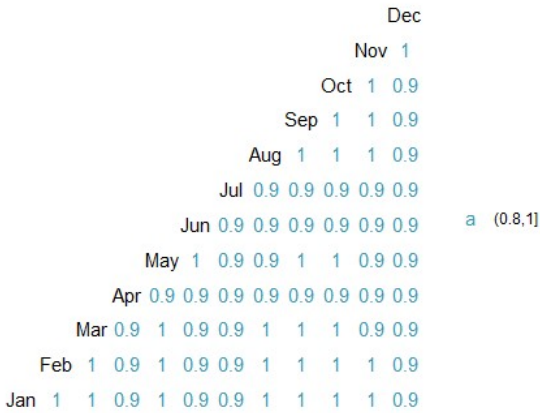 Dec
Nov 1
Oct 1 0.9
Sep 1 1 0.9
Aug 1 1 1 0.9
Jul 0.9 0.9 0.9 0.9 0.9
Jun 0.9 0.9 0.9 0.9 0.9 0.9
a (0.8,1]
May 1 0.9 0.9 1 1 0.9 0.9
Apr 0.9 0.9 0.9 0.9 0.9 0.9 0.9 0.9
Mar 0.9 1 0.9 0.9 1 1 1 0.9 0.9
Feb 1 0.9 1 0.9 0.9 1 1 1 1 0.9
Jan 1 1 0.9 1 0.9 0.9 1 1 1 1 0.9